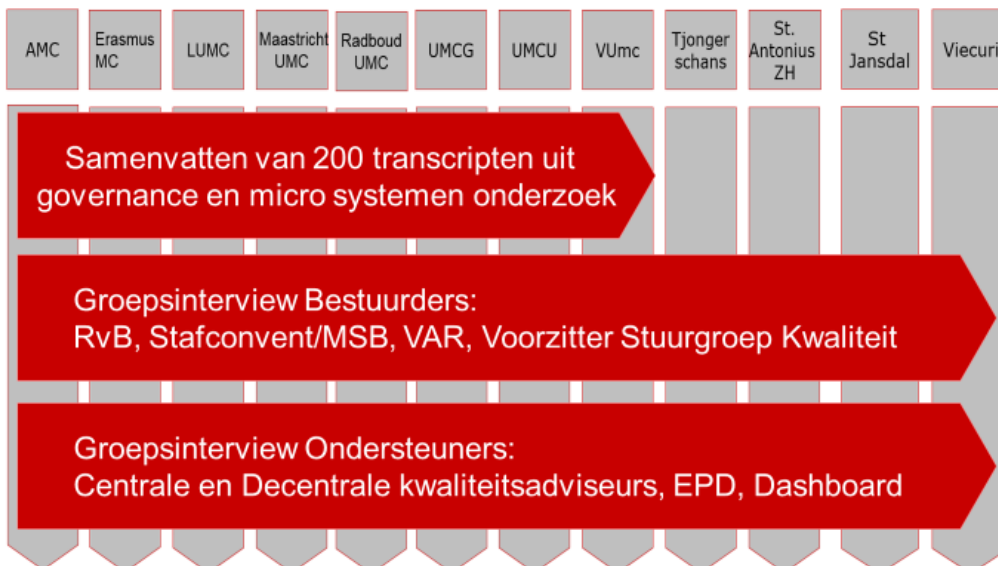 AMC
Erasmus
MC
LUMC
Maastricht
UMC
Radboud
UMC
UMCG
UMCU
VUmc
Tjonger
schans
St.
Antonius
ZH
St
Jansdal
Viecuri
Samenvatten van 200 transcripten uit
governance en micro systemen onderzoek
Groepsinterview Bestuurders:
RvB, Stafconvent/MSB, VAR, Voorzitter Stuurgroep Kwaliteit
Groepsinterview Ondersteuners:
Centrale en Decentrale kwaliteitsadviseurs, EPD, Dashboard